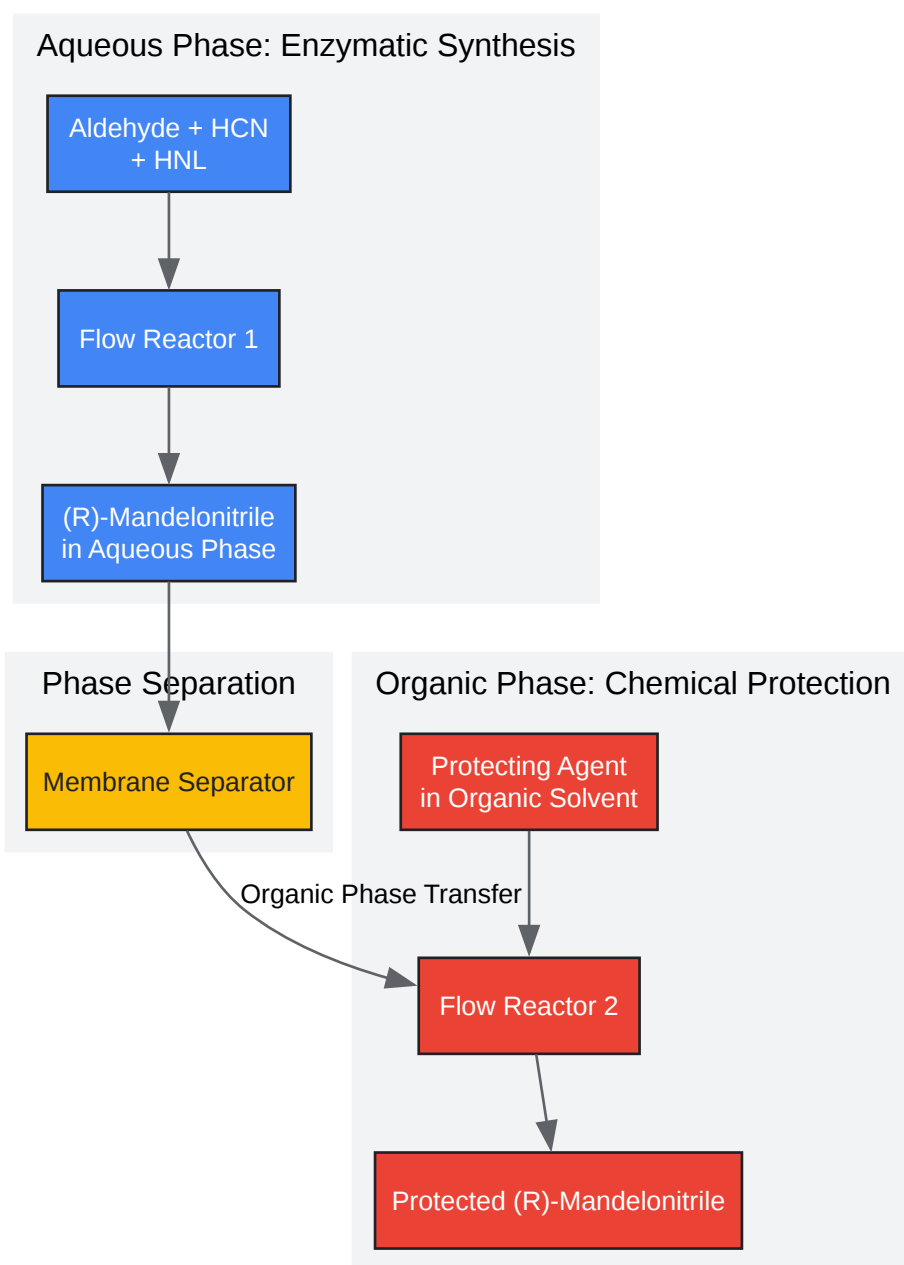 Aqueous Phase: Enzymatic Synthesis
Aldehyde + HCN
+ HNL
Flow Reactor 1
(R)-Mandelonitrile
in Aqueous Phase
Phase Separation
Membrane Separator
Organic Phase: Chemical Protection
Protecting Agent
in Organic Solvent
Organic Phase Transfer
Flow Reactor 2
Protected (R)-Mandelonitrile